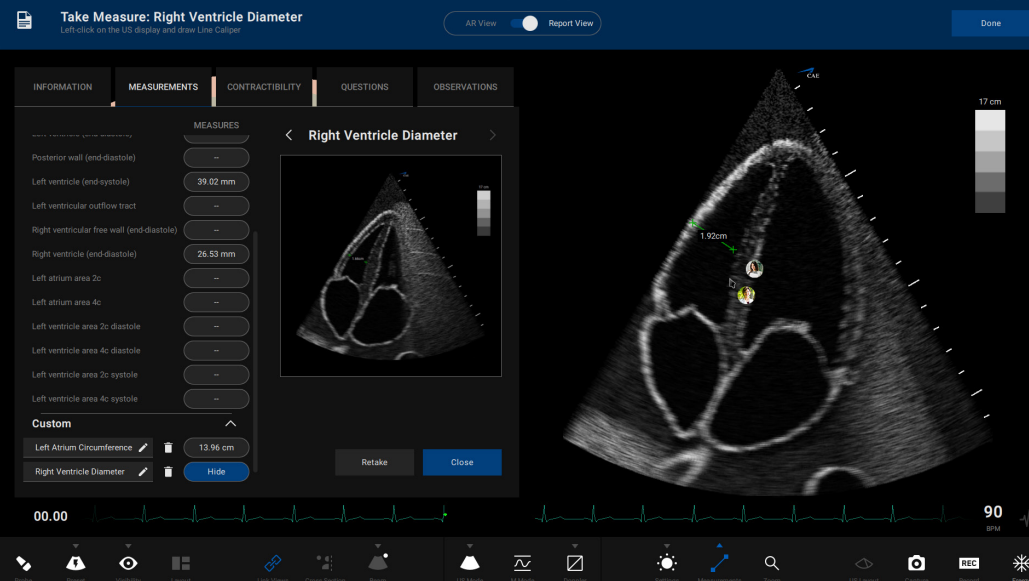 Take Measure: Right Ventricle Diameter
Left-click on the US display and draw Line Caliper
AR View
Report View
Done
INFORMATION
MEASUREMENTS
CONTRACTIBILITY
QUESTIONS
OBSERVATIONS
MEASURES
Posterior wall (end-diastole) --
Left ventricle (end-systole) 39.02 mm
Left ventricular outflow tract --
Right ventricular free wall (end-diastole) --
Right ventricle (end-diastole) 26.53 mm
Left atrium area 2c --
Left atrium area 4c --
Left ventricle area 2c diastole --
Left ventricle area 4c diastole --
Left ventricle area 2c systole --
Left ventricle area 4c systole --
Custom
Left Atrium Circumference 13.96 cm
Right Ventricle Diameter Hide
Right Ventricle Diameter
Retake
Close
CAE
17 cm
1.92cm
00.00
90
BPM
REC